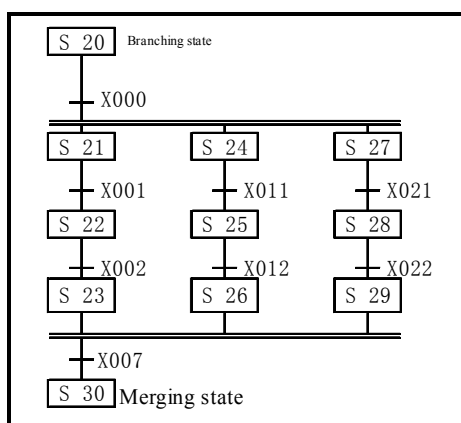 S 20 Branching state
X000
S 21 S 24 S 27
X001 X011 X021
S 22 S 25 S 28
X002 X012 X022
S 23 S 26 S 29
X007
S 30 Merging state